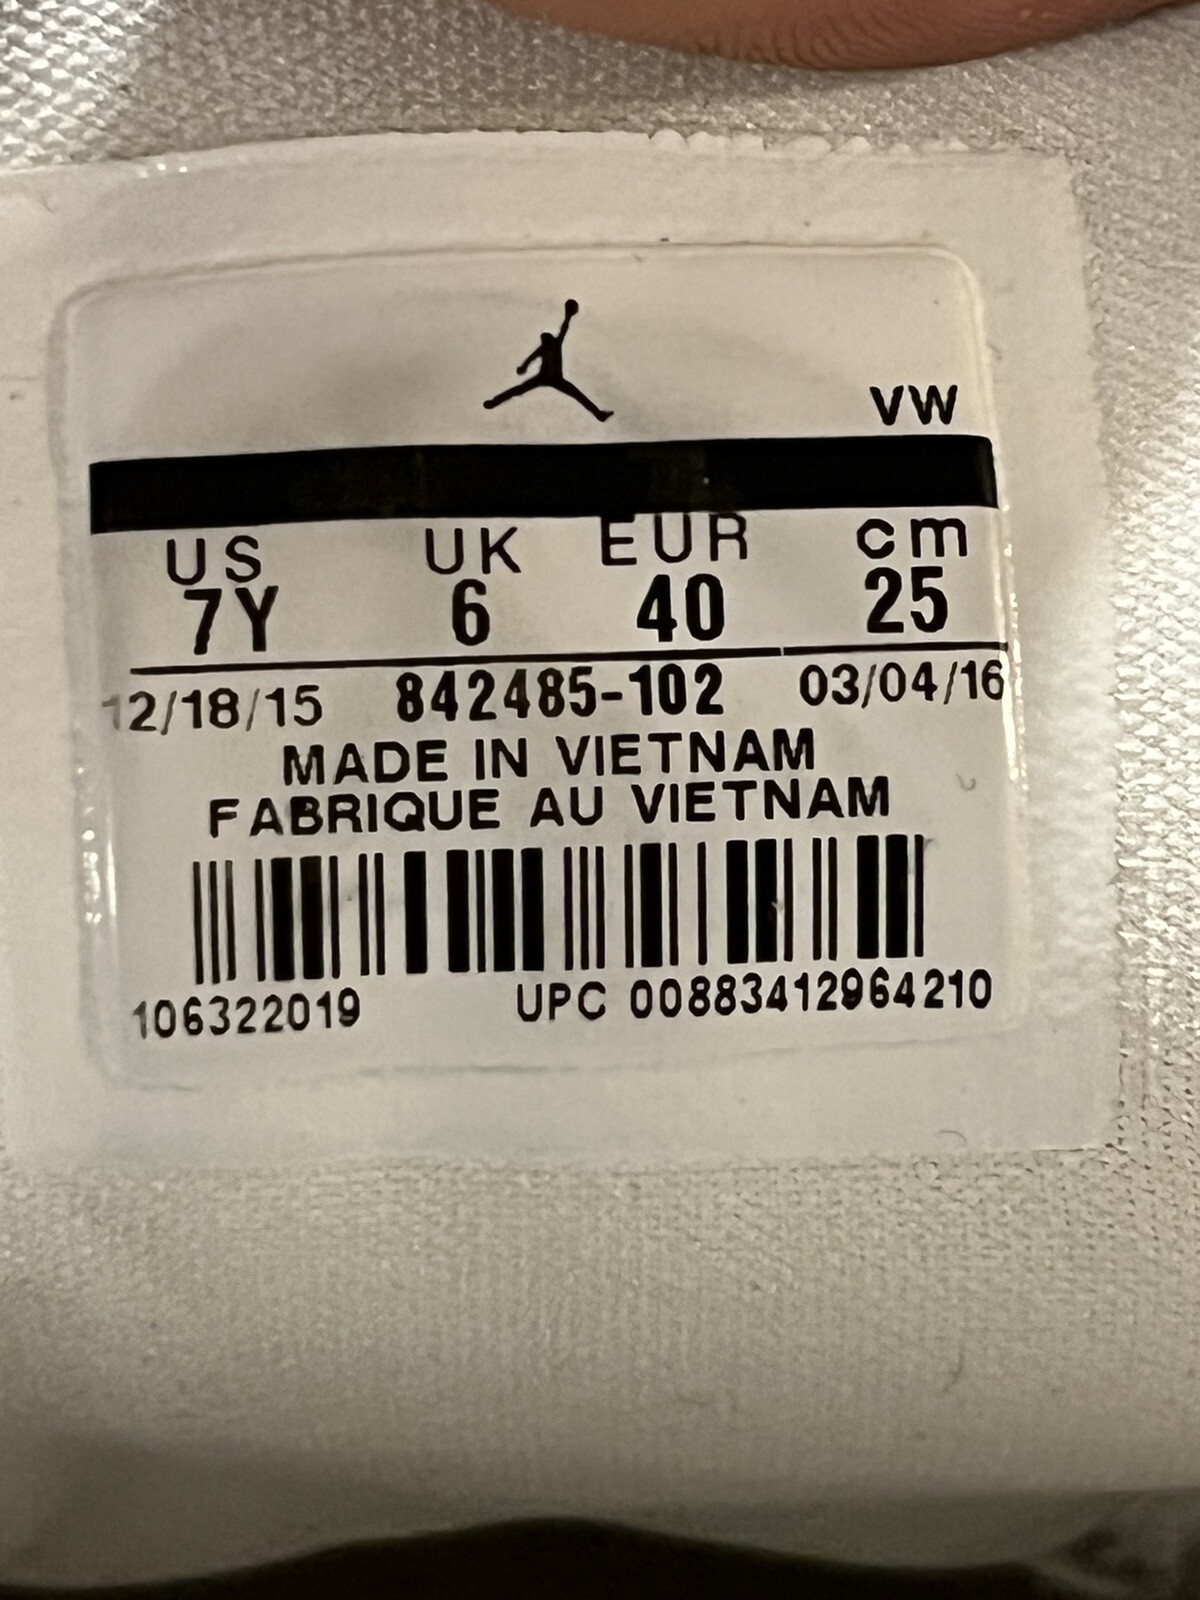 VW
US UK EUR cm
7Y 6 40 25
12/18/15 842485-102 03/04/16
MADE IN VIETNAM
FABRIQUE AU VIETNAM
106322019 UPC 00883412964210